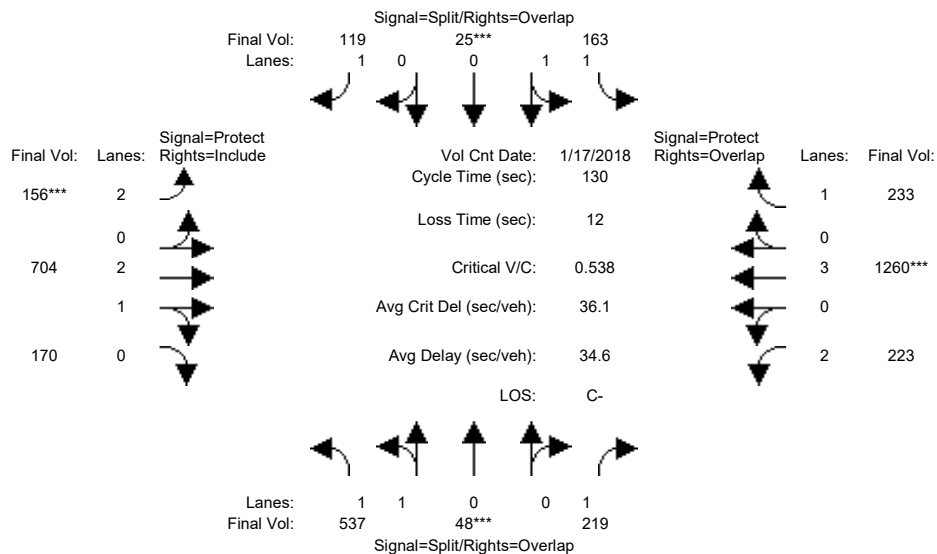 Signal=Split/Rights=Overlap
Final Vol: 119 25*** 163
Lanes: 1 0 0 1 1
Signal=Protect
Final Vol: Lanes: Rights=Include
Vol Cnt Date: 1/17/2018
Signal=Protect
Rights=Overlap Lanes: Final Vol:
Cycle Time (sec): 130
156*** 2
1 233
Loss Time (sec): 12
0
0
704 2
Critical V/C: 0.538
3 1260***
1
Avg Crit Del (sec/veh): 36.1
0
170 0
Avg Delay (sec/veh): 34.6
2 223
LOS: C-
Lanes: 1 1 0 0 1
Final Vol: 537 48*** 219
Signal=Split/Rights=Overlap